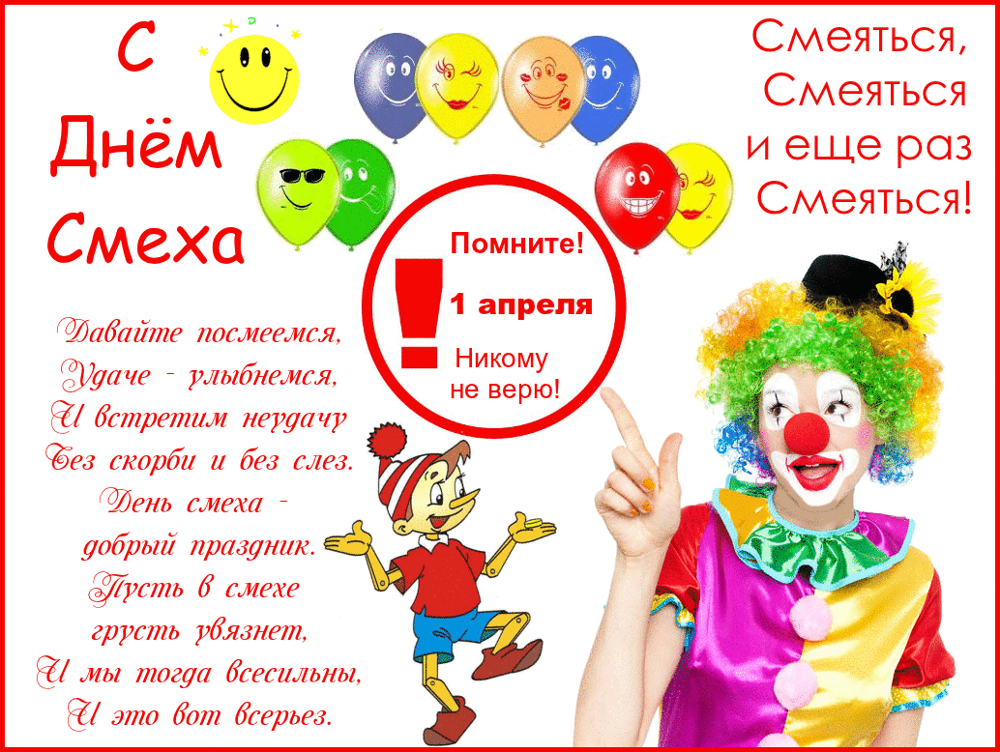 С
Днём
Смеха
Смеяться,
Смеяться
и еще раз
Смеяться!
Помните!
1 апреля
Никому
не верю!
Давайте посмеемся,
Удаче - улыбнемся,
И встретим неудачу
Без скорби и без слез.
День смеха -
добрый праздник.
Пусть в смехе
грусть увязнет,
И мы тогда всесильны,
И это вот всерьез.